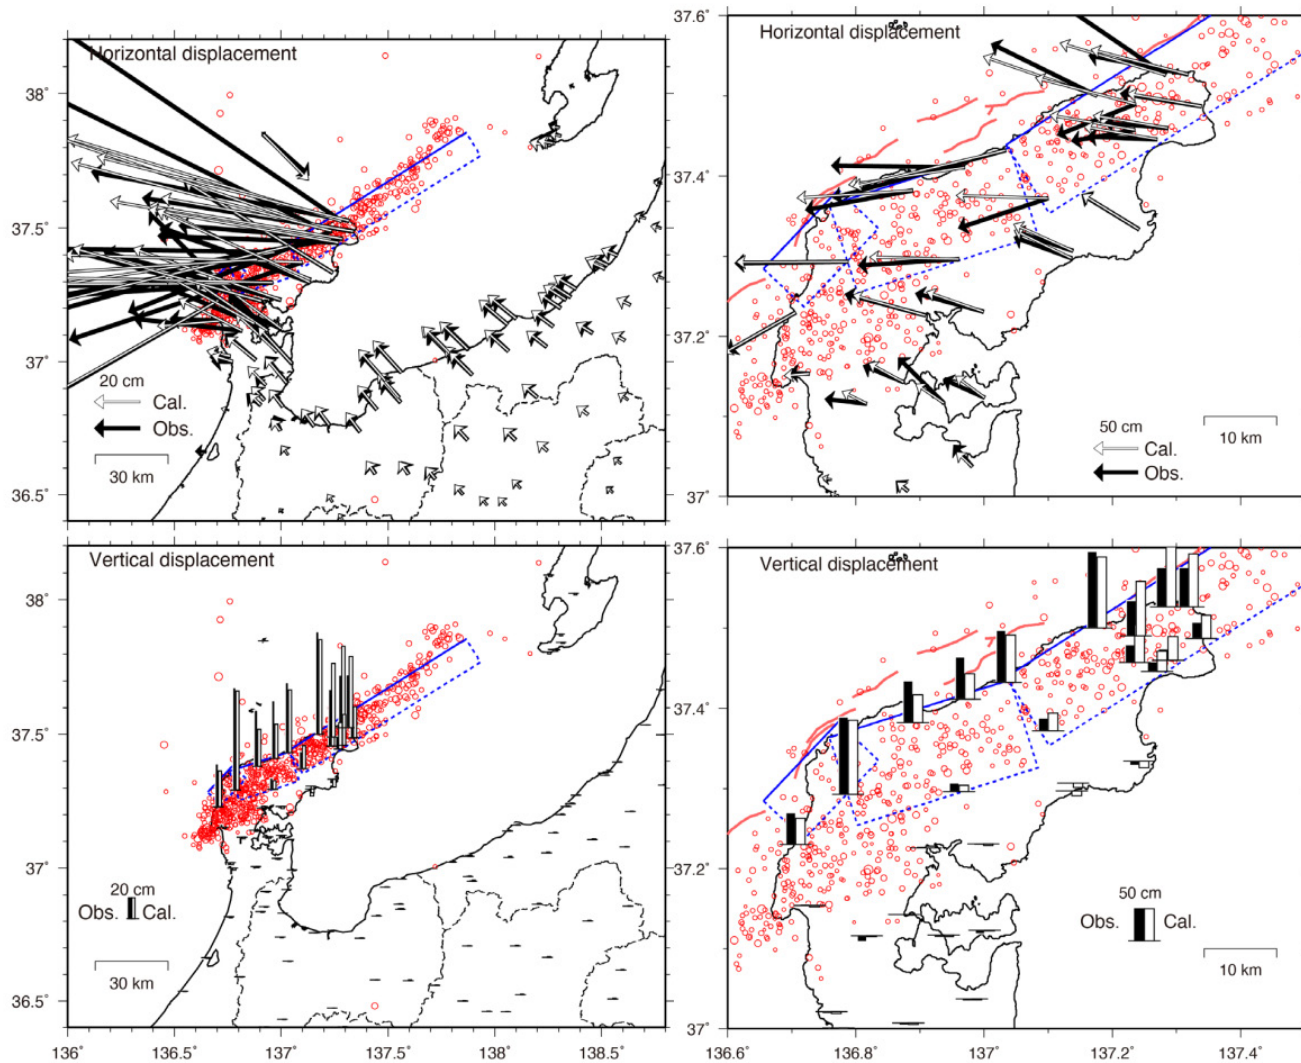 Horizontal displacement
38°
37.5°
37°
36.5°
20 cm
Cal.
Obs.
30 km
37.6°
Horizontal displacement
37.4°
37.2°
37°
50 cm
Cal.
Obs.
10 km
Vertical displacement
38°
37.5°
37°
36.5°
20 cm
Obs. Cal.
30 km
136° 136.5° 137° 137.5° 138° 138.5°
37.6°
Vertical displacement
37.4°
37.2°
37°
50 cm
Obs. Cal.
10 km
136.6° 136.8° 137° 137.2° 137.4°